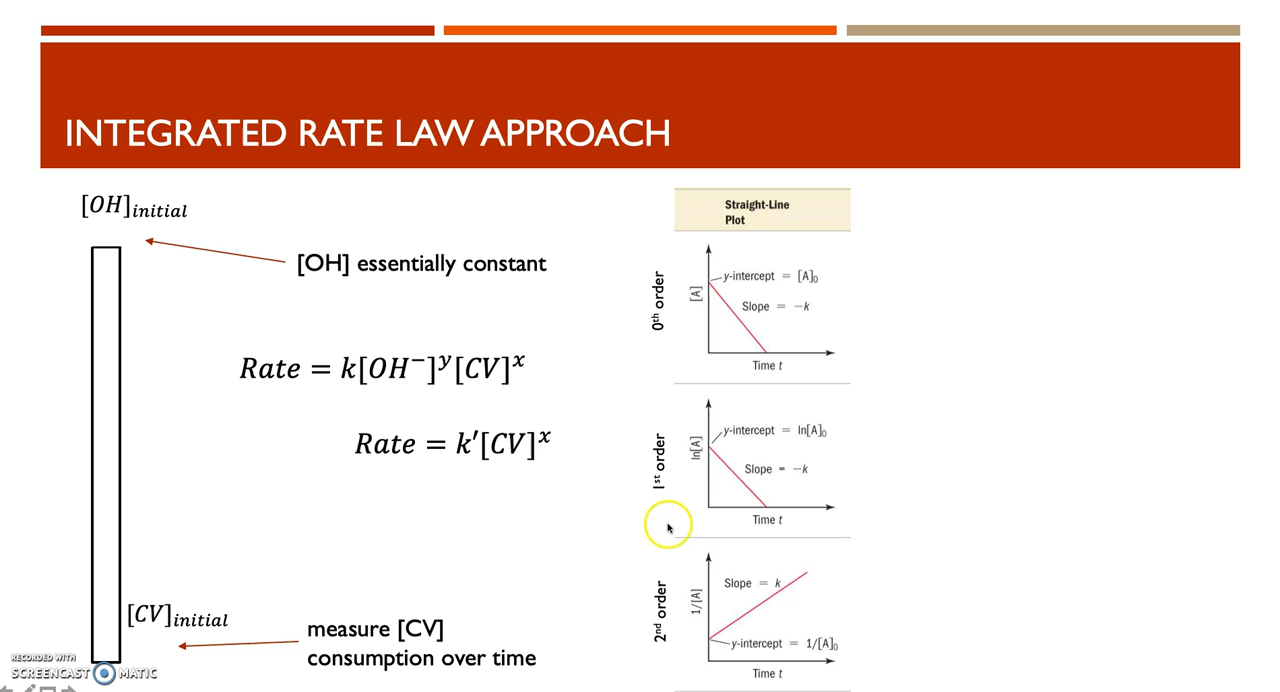 INTEGRATED RATE LAW APPROACH
[OH]initial
[OH] essentially constant
Rate = k[OH⁻]ʸ[CV]ˣ
Rate = k′[CV]ˣ
[CV]initial
measure [CV]
consumption over time
RECORDED WITH
SCREENCAST MATIC
Straight-Line
Plot
0th order
[A]
y-intercept = [A]₀
Slope = −k
Time t
1st order
ln[A]
y-intercept = ln[A]₀
Slope = −k
Time t
2nd order
1/[A]
Slope = k
y-intercept = 1/[A]₀
Time t